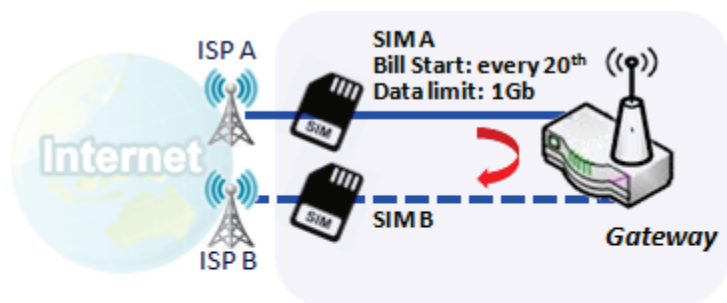 ISP A
SIM A
Bill Start: every 20th
Data limit: 1Gb
SIM
Internet
SIM
SIM B
ISP B
Gateway